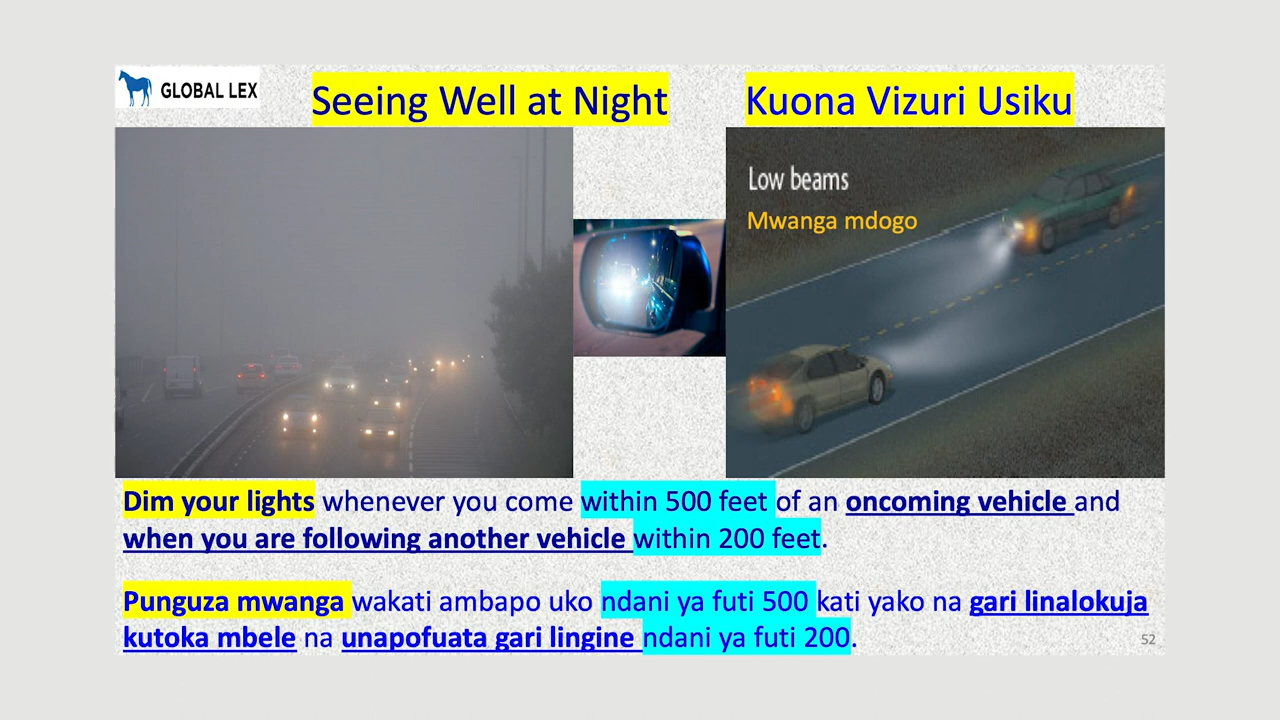 GLOBAL LEX
Seeing Well at Night
Kuona Vizuri Usiku
Low beams
Mwanga mdogo
Dim your lights whenever you come within 500 feet of an oncoming vehicle and
when you are following another vehicle within 200 feet.
Punguza mwanga wakati ambapo uko ndani ya futi 500 kati yako na gari linalokuja
kutoka mbele na unapofuata gari lingine ndani ya futi 200.
52